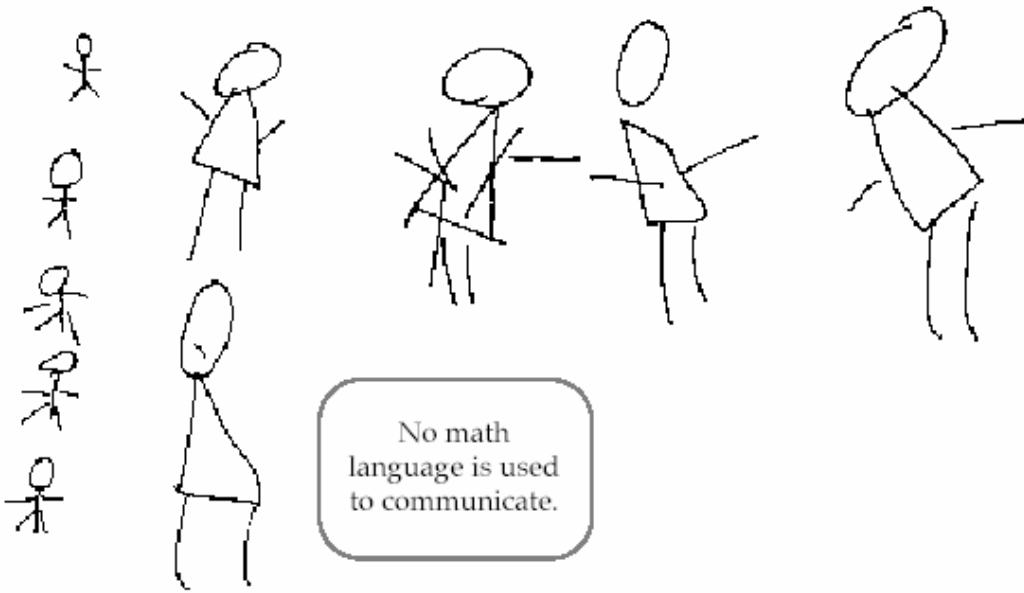 No math
language is used
to communicate.